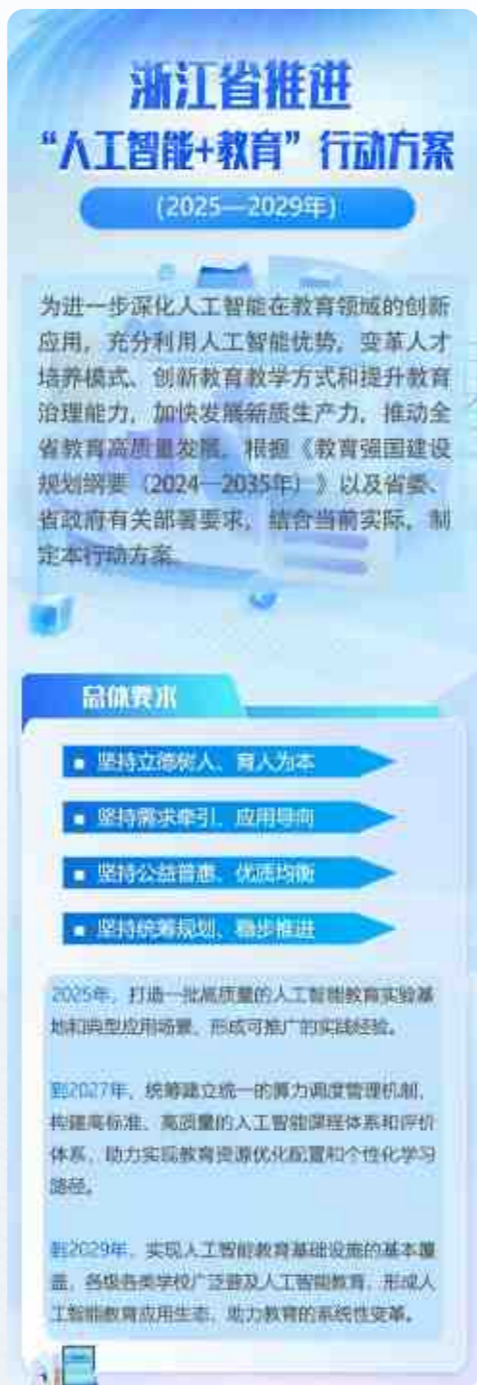 浙江省推进
“人工智能+教育”行动方案
(2025—2029年)
为进一步深化人工智能在教育领域的创新
应用，充分利用人工智能优势，变革人才
培养模式、创新教育教学方式和提升教育
治理能力，加快发展新质生产力，推动全
省教育高质量发展，根据《教育强国建设
规划纲要（2024—2035年）》以及省委、
省政府有关部署要求，结合当前实际，制
定本行动方案。
总体要求
坚持立德树人、育人为本
坚持需求牵引、应用导向
坚持公益普惠、优质均衡
坚持统筹规划、稳步推进
2025年，打造一批高质量的人工智能教育实验基
地和典型应用场景，形成可推广的实践经验。
到2027年，统筹建立统一的算力调度管理机制，
构建高标准、高质量的人工智能课程体系和评价
体系，助力实现教育资源优化配置和个性化学习
路径。
到2029年，实现人工智能教育基础设施的基本覆
盖，各级各类学校广泛普及人工智能教育，形成人
工智能教育应用生态，助力教育的系统性变革。